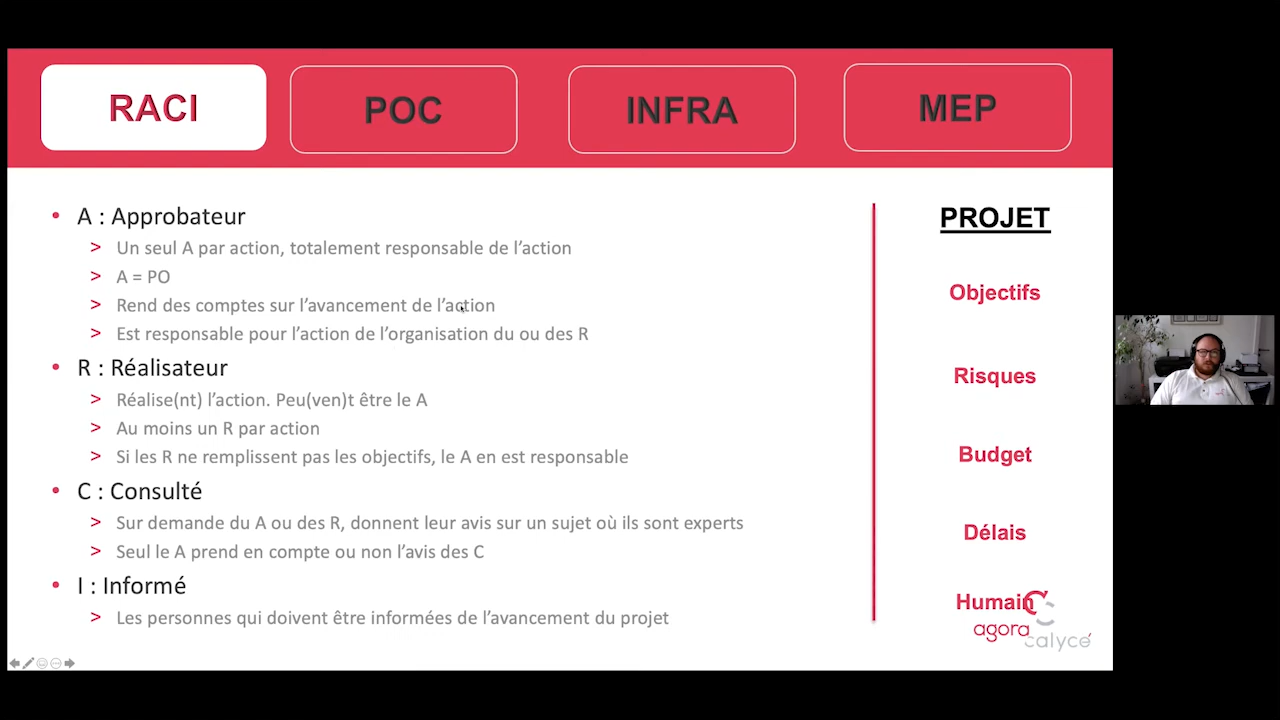 RACI
POC
INFRA
MEP
• A : Approbateur
> Un seul A par action, totalement responsable de l'action
> A = PO
> Rend des comptes sur l'avancement de l'action
> Est responsable pour l'action de l'organisation du ou des R
• R : Réalisateur
> Réalise(nt) l'action. Peu(ven)t être le A
> Au moins un R par action
> Si les R ne remplissent pas les objectifs, le A en est responsable
• C : Consulté
> Sur demande du A ou des R, donnent leur avis sur un sujet où ils sont experts
> Seul le A prend en compte ou non l'avis des C
• I : Informé
> Les personnes qui doivent être informées de l'avancement du projet
PROJET
Objectifs
Risques
Budget
Délais
Humain
agora
calycé